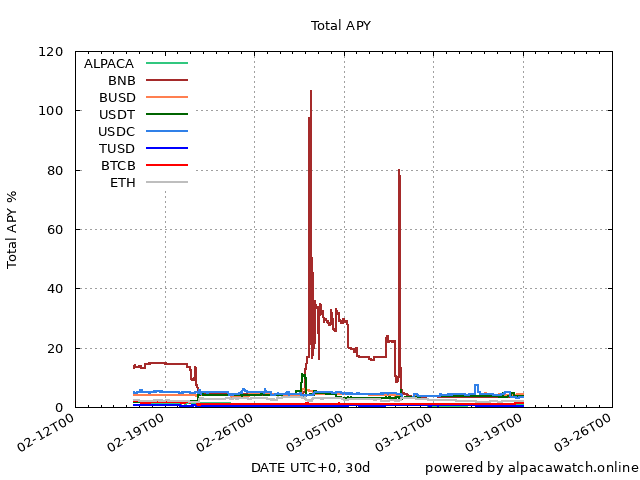 Total APY
120
100
80
60
40
20
0
Total APY %
ALPACA
BNB
BUSD
USDT
USDC
TUSD
BTCB
ETH
02-12T00
02-19T00
02-26T00
03-05T00
03-12T00
03-19T00
03-26T00
DATE UTC+0, 30d
powered by alpacawatch.online